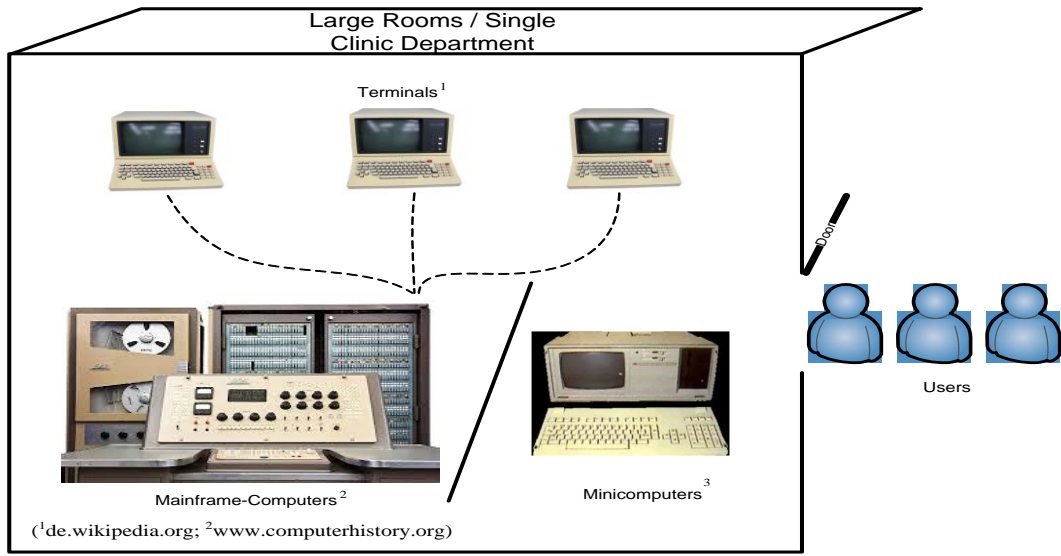 Large Rooms / Single
Clinic Department
Terminals¹
Door
Users
Mainframe-Computers²
Minicomputers³
(¹de.wikipedia.org; ²www.computerhistory.org)